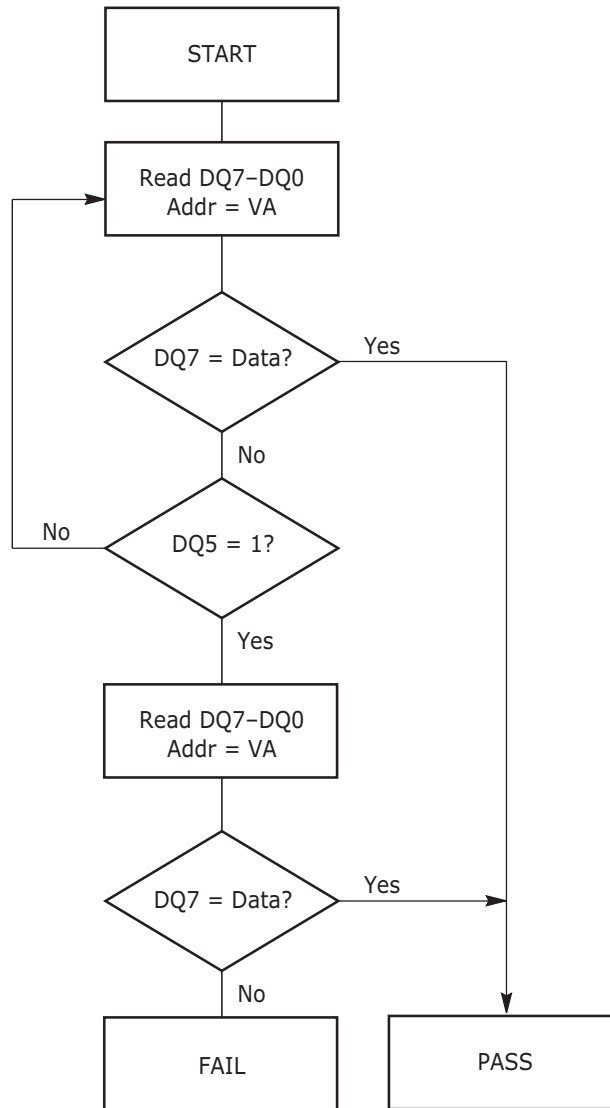 START
Read DQ7–DQ0
Addr = VA
DQ7 = Data?
Yes
No
No
DQ5 = 1?
Yes
Read DQ7–DQ0
Addr = VA
DQ7 = Data?
Yes
No
FAIL
PASS